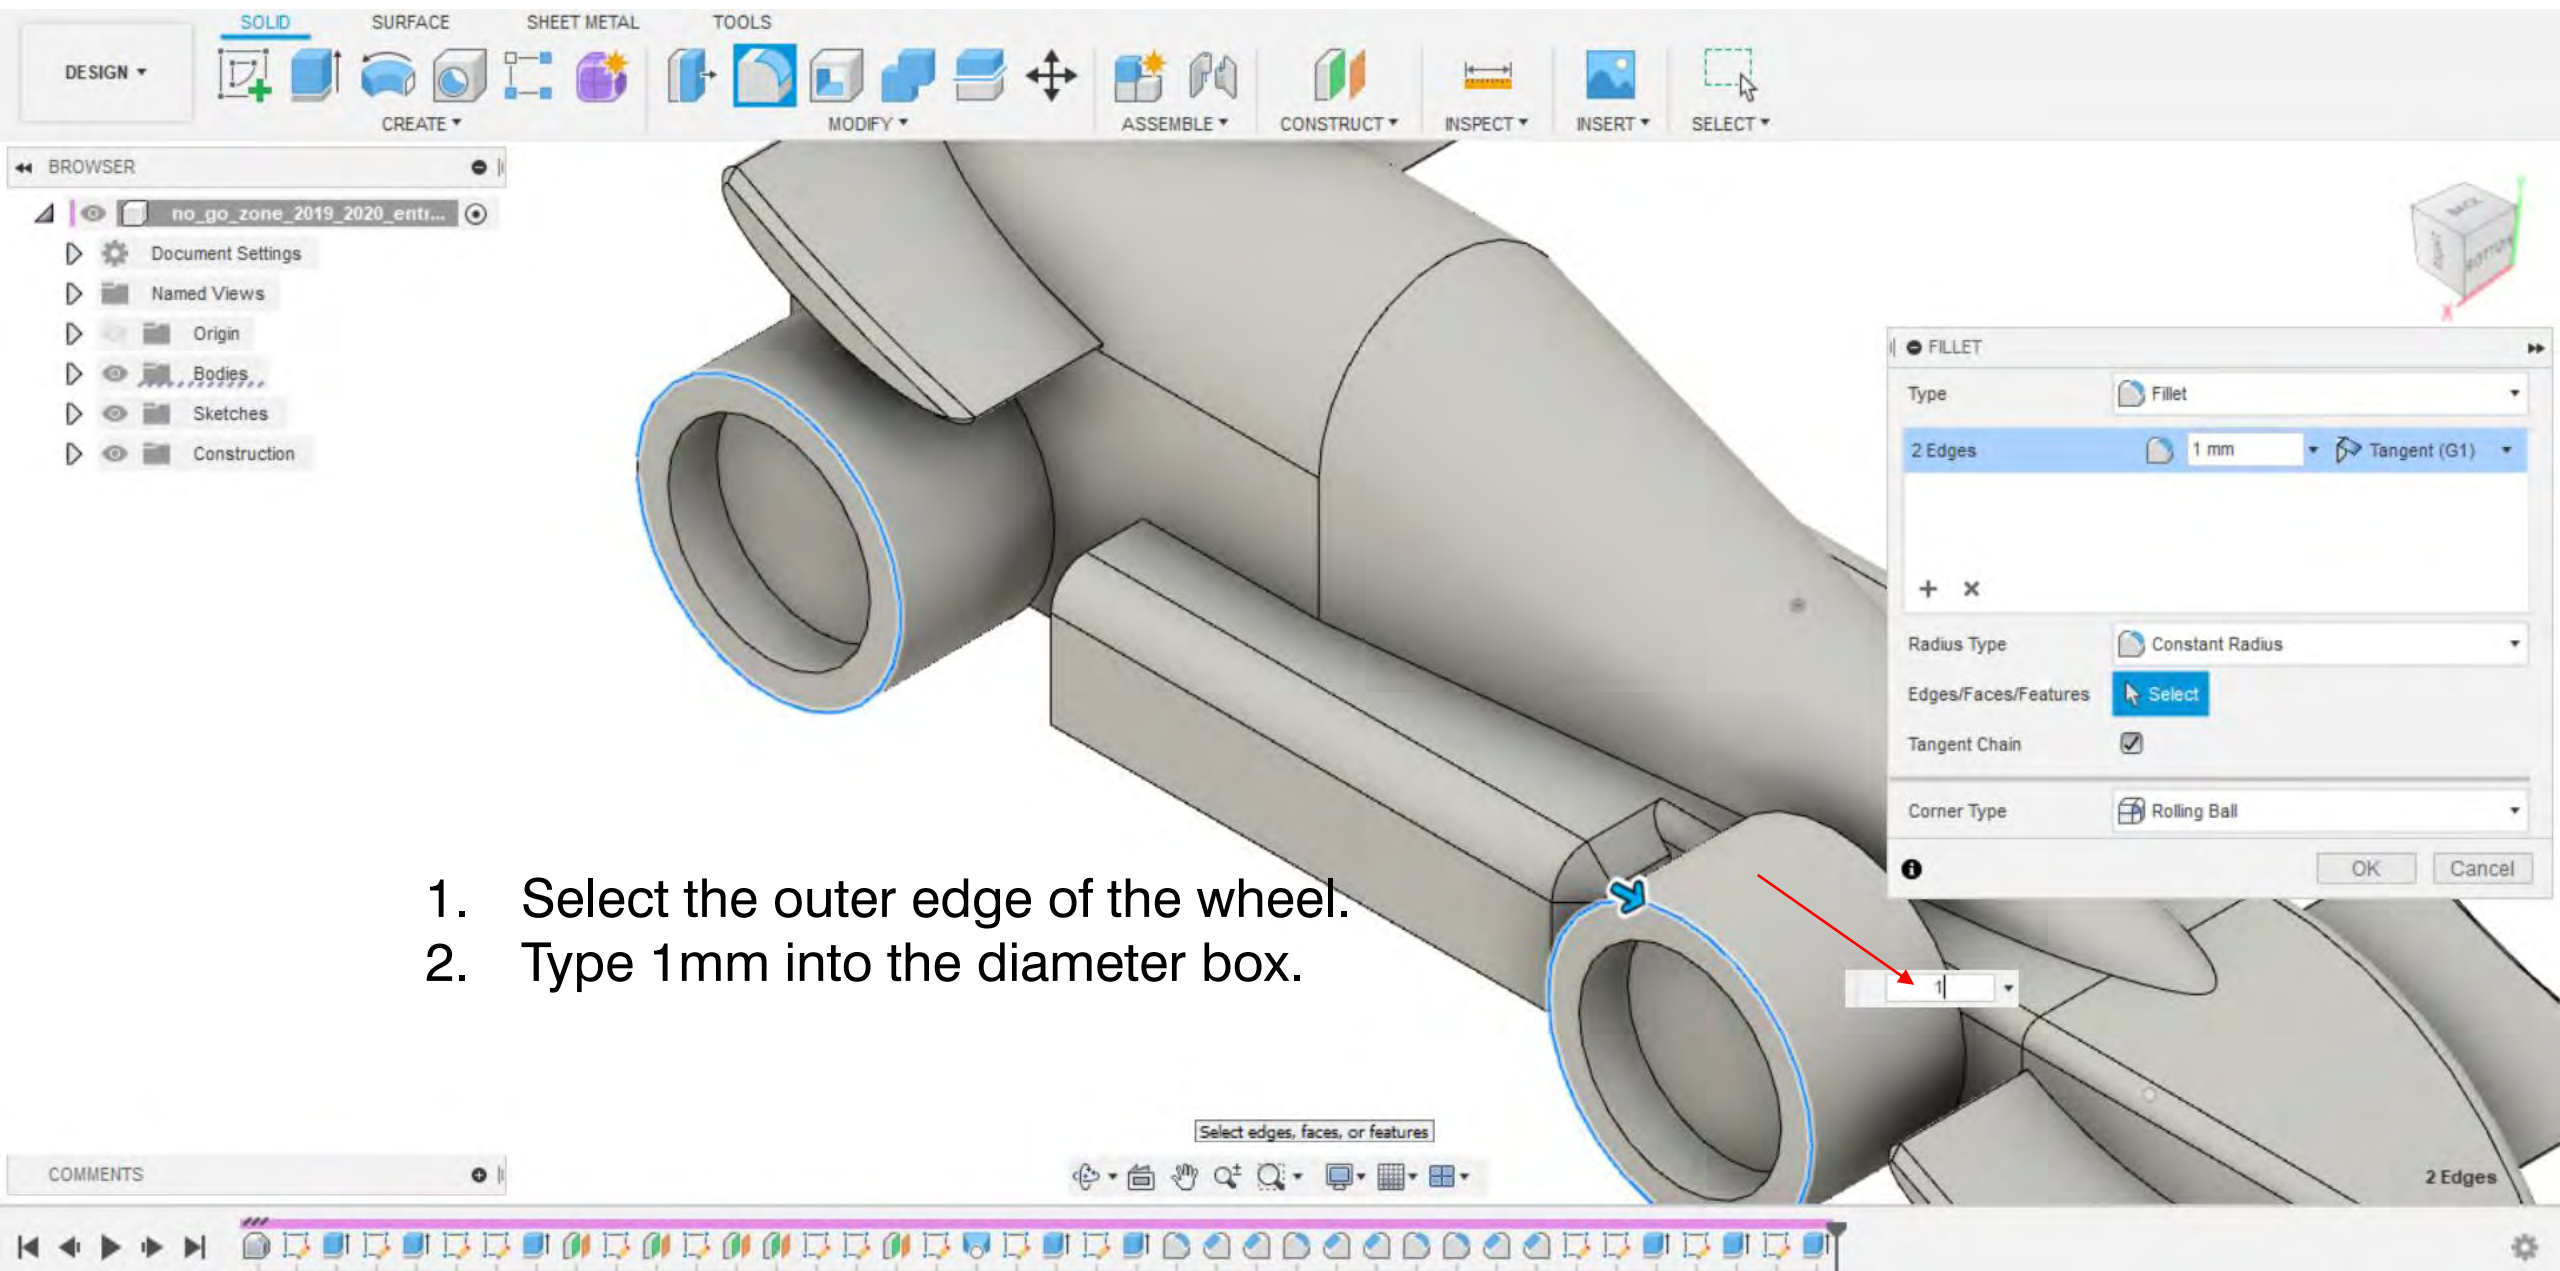 SOLID SURFACE SHEET METAL TOOLS
DESIGN
CREATE MODIFY ASSEMBLE CONSTRUCT INSPECT INSERT SELECT
BROWSER
no_go_zone_2019_2020_entr...
Document Settings
Named Views
Origin
Bodies
Sketches
Construction
BACK
RIGHT
BOTTOM
Y
X
FILLET
Type Fillet
2 Edges 1 mm Tangent (G1)
Radius Type Constant Radius
Edges/Faces/Features Select
Tangent Chain
Corner Type Rolling Ball
OK Cancel
1. Select the outer edge of the wheel.
2. Type 1mm into the diameter box.
1
Select edges, faces, or features
COMMENTS
2 Edges